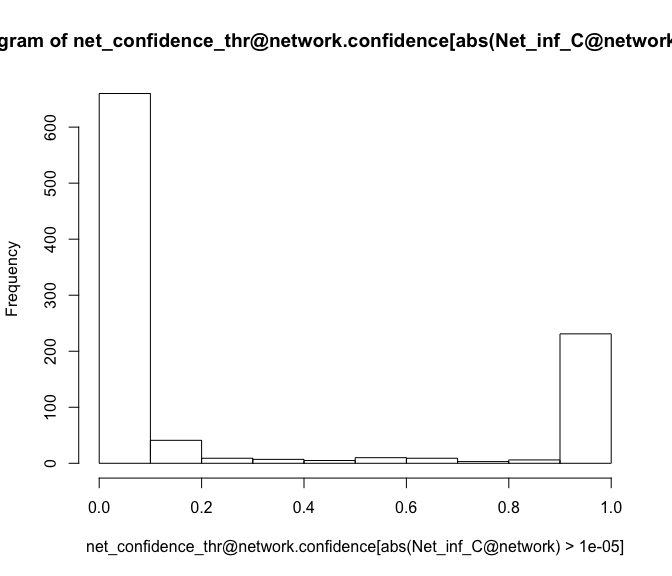 gram of net_confidence_thr@network.confidence[abs(Net_inf_C@network
Frequency
600
500
400
300
200
100
0
0.0 0.2 0.4 0.6 0.8 1.0
net_confidence_thr@network.confidence[abs(Net_inf_C@network) > 1e-05]